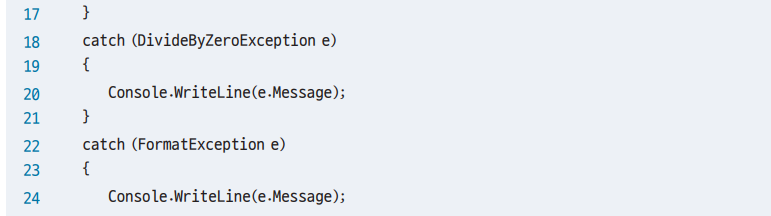 17 }
18 catch (DivideByZeroException e)
19 {
20 Console.WriteLine(e.Message);
21 }
22 catch (FormatException e)
23 {
24 Console.WriteLine(e.Message);